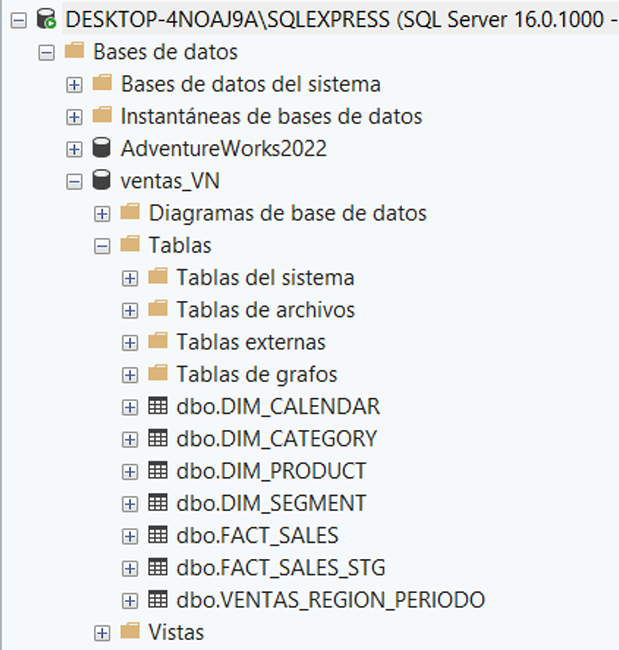 DESKTOP-4NOAJ9A\SQLEXPRESS (SQL Server 16.0.1000 -
Bases de datos
Bases de datos del sistema
Instantáneas de bases de datos
AdventureWorks2022
ventas_VN
Diagramas de base de datos
Tablas
Tablas del sistema
Tablas de archivos
Tablas externas
Tablas de grafos
dbo.DIM_CALENDAR
dbo.DIM_CATEGORY
dbo.DIM_PRODUCT
dbo.DIM_SEGMENT
dbo.FACT_SALES
dbo.FACT_SALES_STG
dbo.VENTAS_REGION_PERIODO
Vistas